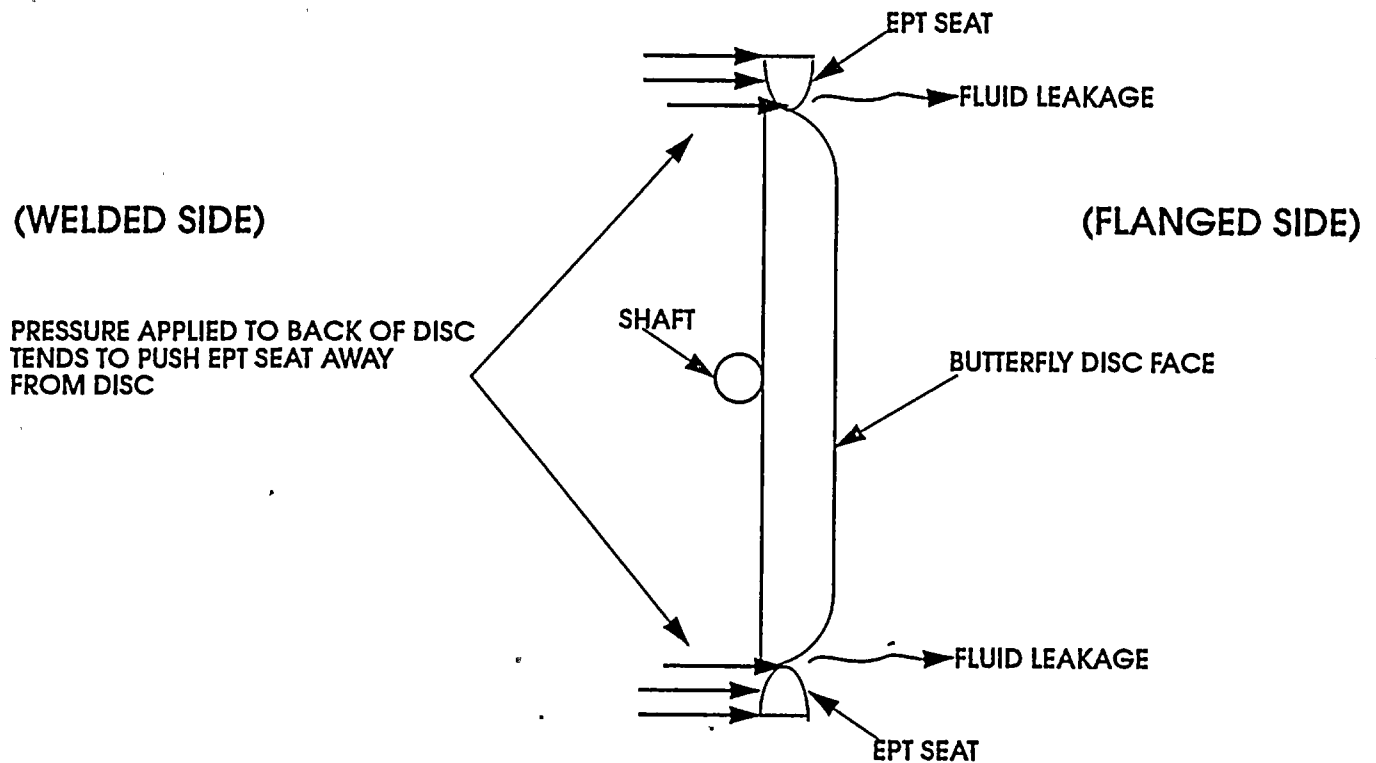 EPT SEAT
FLUID LEAKAGE
(WELDED SIDE)
(FLANGED SIDE)
SHAFT
PRESSURE APPLIED TO BACK OF DISC
TENDS TO PUSH EPT SEAT AWAY
FROM DISC
BUTTERFLY DISC FACE
FLUID LEAKAGE
EPT SEAT